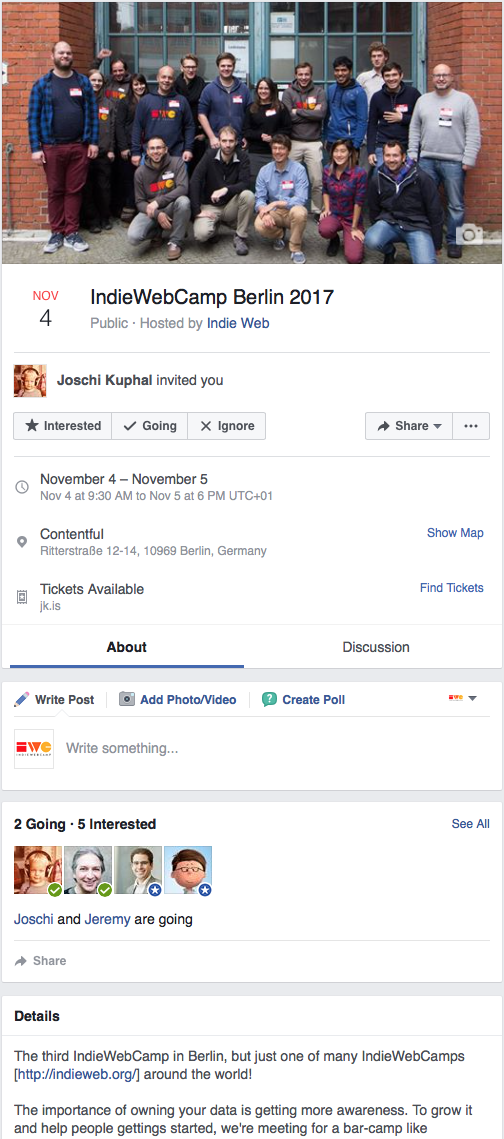 NOV
4
IndieWebCamp Berlin 2017
Public · Hosted by Indie Web
Joschi Kuphal invited you
Interested
Going
Ignore
Share
November 4 – November 5
Nov 4 at 9:30 AM to Nov 5 at 6 PM UTC+01
Contentful
Show Map
Ritterstraße 12-14, 10969 Berlin, Germany
Tickets Available
Find Tickets
jk.is
About
Discussion
Write Post
Add Photo/Video
Create Poll
Write something...
INDIEWEBCAMP
2 Going · 5 Interested
See All
Joschi and Jeremy are going
Share
Details
The third IndieWebCamp in Berlin, but just one of many IndieWebCamps
[http://indieweb.org/] around the world!
The importance of owning your data is getting more awareness. To grow it
and help people gettings started, we're meeting for a bar-camp like